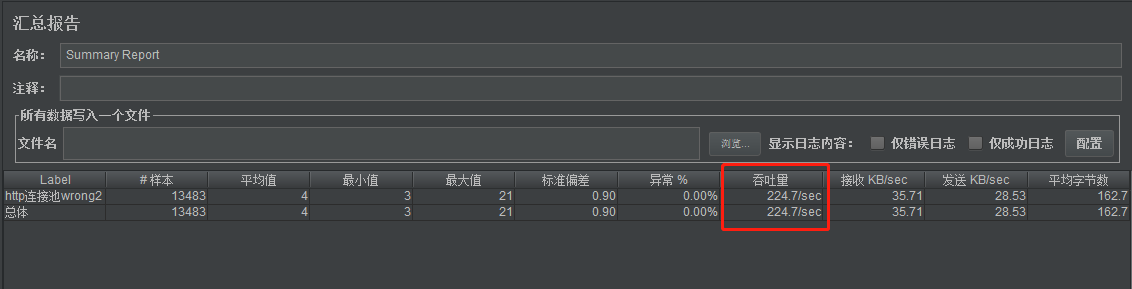 汇总报告
名称： Summary Report
注释：
所有数据写入一个文件
文件名 浏览... 显示日志内容： 仅错误日志 仅成功日志 配置
Label # 样本 平均值 最小值 最大值 标准偏差 异常 % 吞吐量 接收 KB/sec 发送 KB/sec 平均字节数
http连接池wrong2 13483 4 3 21 0.90 0.00% 224.7/sec 35.71 28.53 162.7
总体 13483 4 3 21 0.90 0.00% 224.7/sec 35.71 28.53 162.7